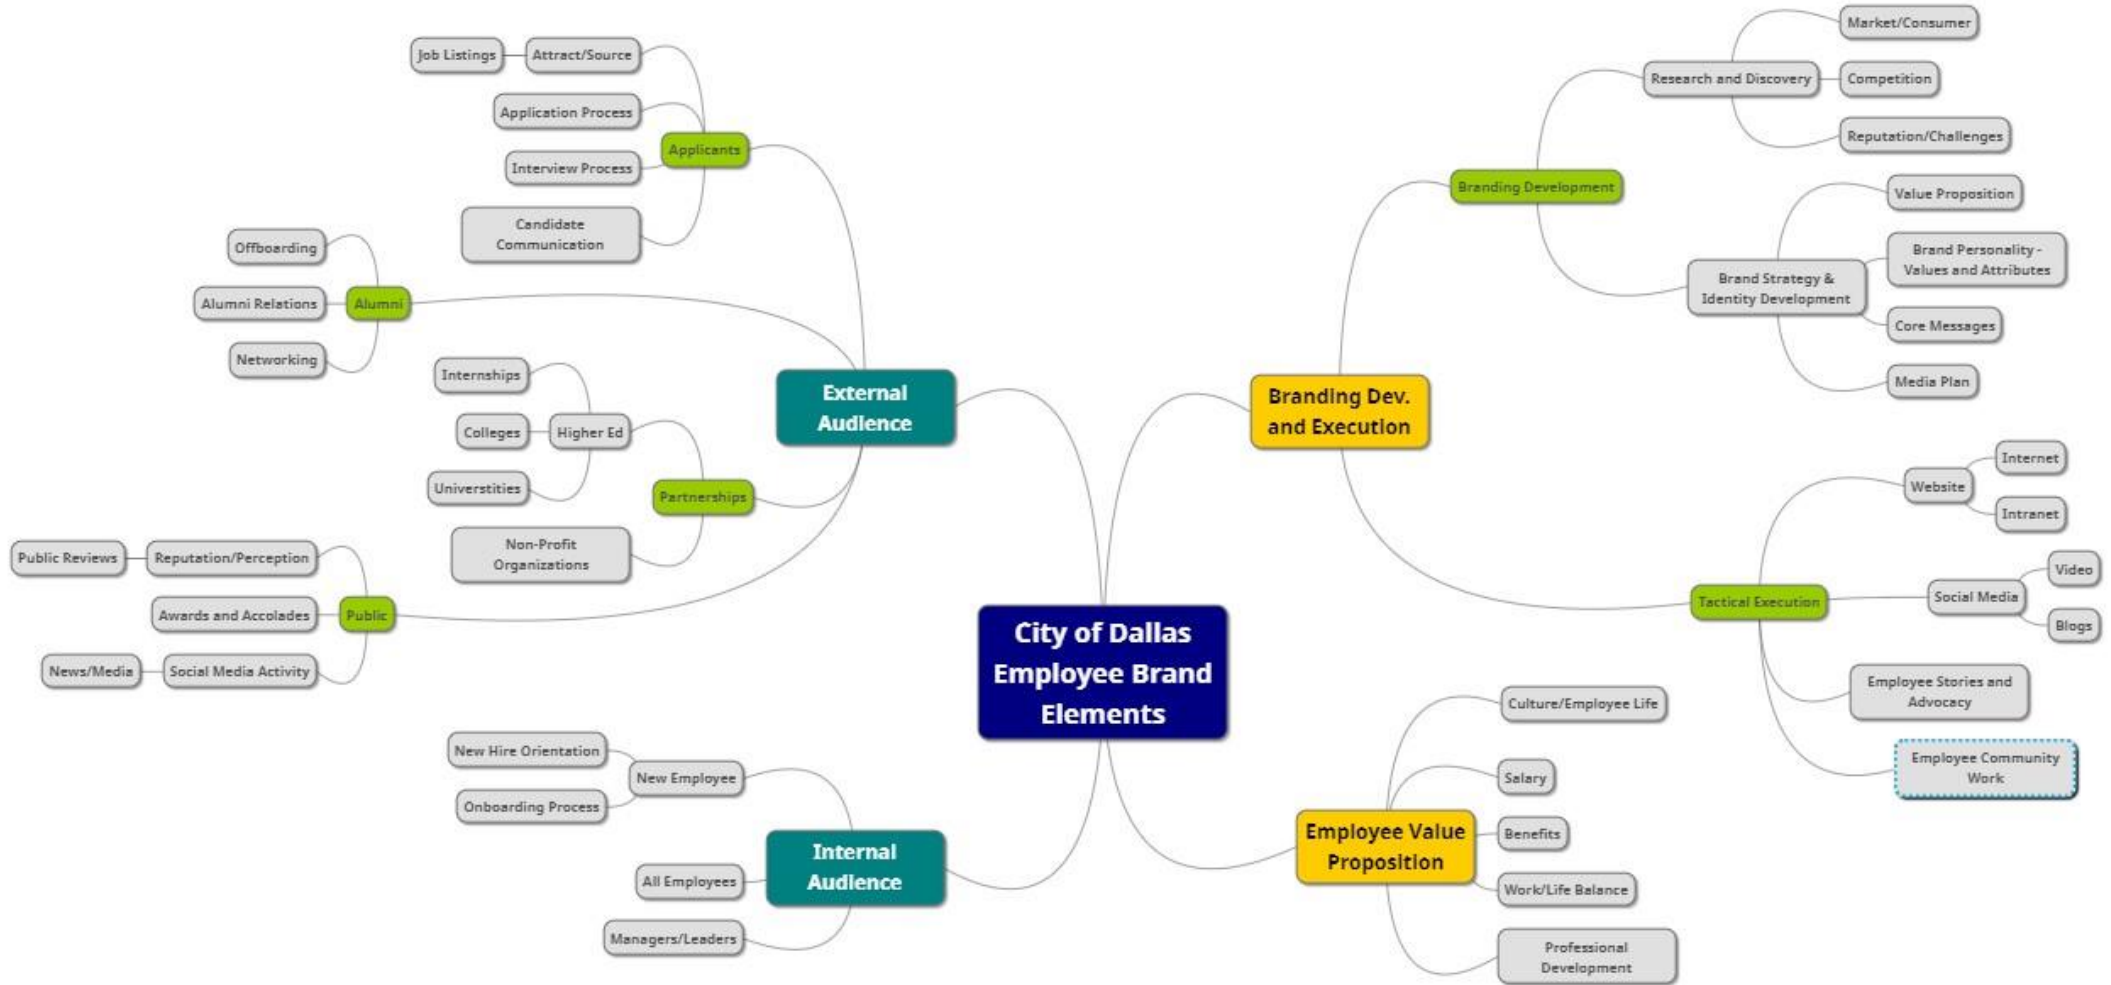 City of Dallas
Employee Brand
Elements
External
Audience
Applicants
Attract/Source
Job Listings
Application Process
Interview Process
Candidate
Communication
Alumni
Offboarding
Alumni Relations
Networking
Partnerships
Higher Ed
Internships
Colleges
Universtities
Non-Profit
Organizations
Public
Reputation/Perception
Public Reviews
Awards and Accolades
Social Media Activity
News/Media
Internal
Audience
New Employee
New Hire Orientation
Onboarding Process
All Employees
Managers/Leaders
Branding Dev.
and Execution
Branding Development
Research and Discovery
Market/Consumer
Competition
Reputation/Challenges
Brand Strategy &
Identity Development
Value Proposition
Brand Personality -
Values and Attributes
Core Messages
Media Plan
Tactical Execution
Website
Internet
Intranet
Social Media
Video
Blogs
Employee Stories and
Advocacy
Employee Community
Work
Employee Value
Proposition
Culture/Employee Life
Salary
Benefits
Work/Life Balance
Professional
Development